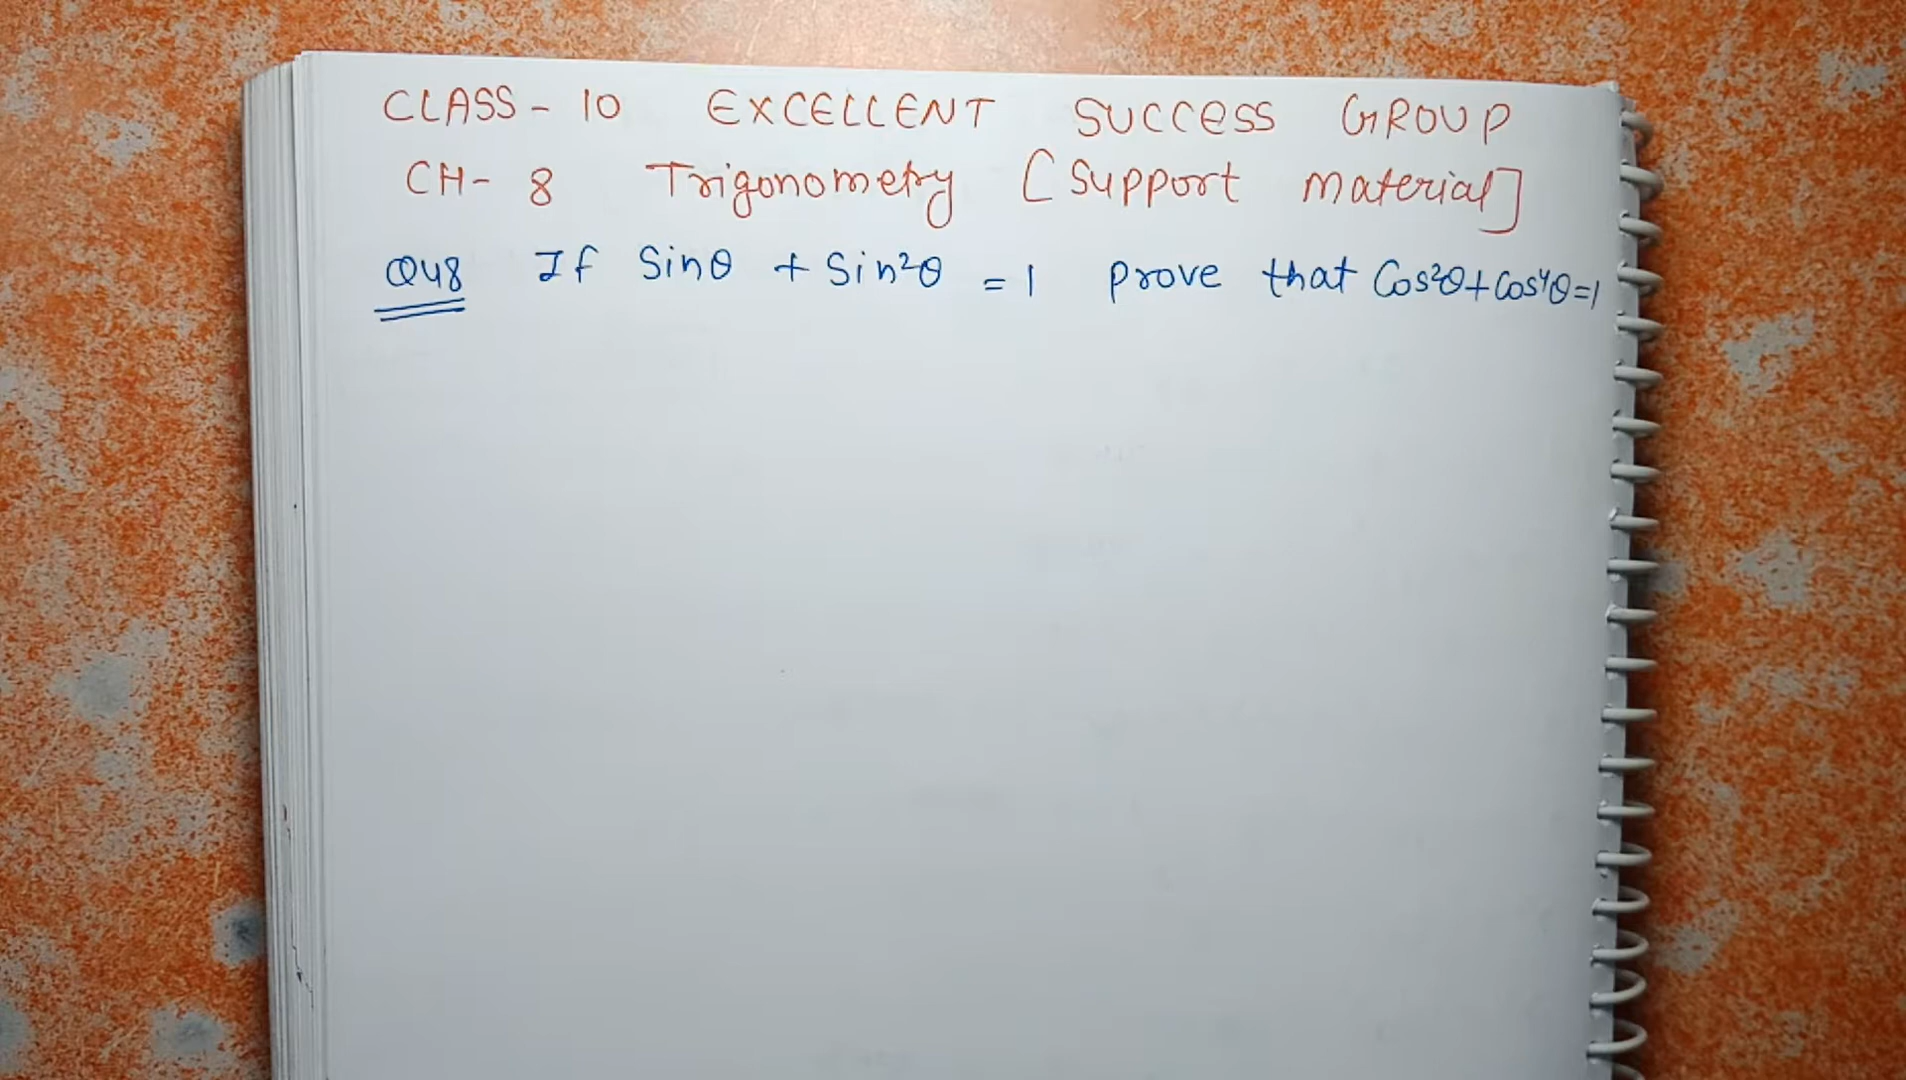 CLASS - 10 EXCELLENT SUCCESS GROUP
CH - 8 Trigonometry [Support material]
Q48 If Sinθ + Sin²θ = 1 prove that Cos²θ + Cos⁴θ = 1